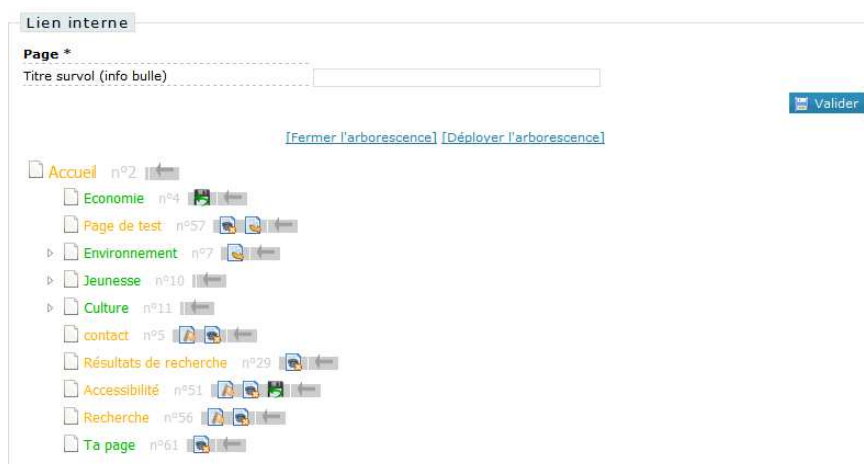 Lien interne
Page *
Titre survol (info bulle)
Valider
[Fermer l'arborescence] [Déployer l'arborescence]
Accueil n°2
Economie n°4
Page de test n°57
Environnement n°7
Jeunesse n°10
Culture n°11
contact n°5
Résultats de recherche n°29
Accessibilité n°51
Recherche n°56
Ta page n°61